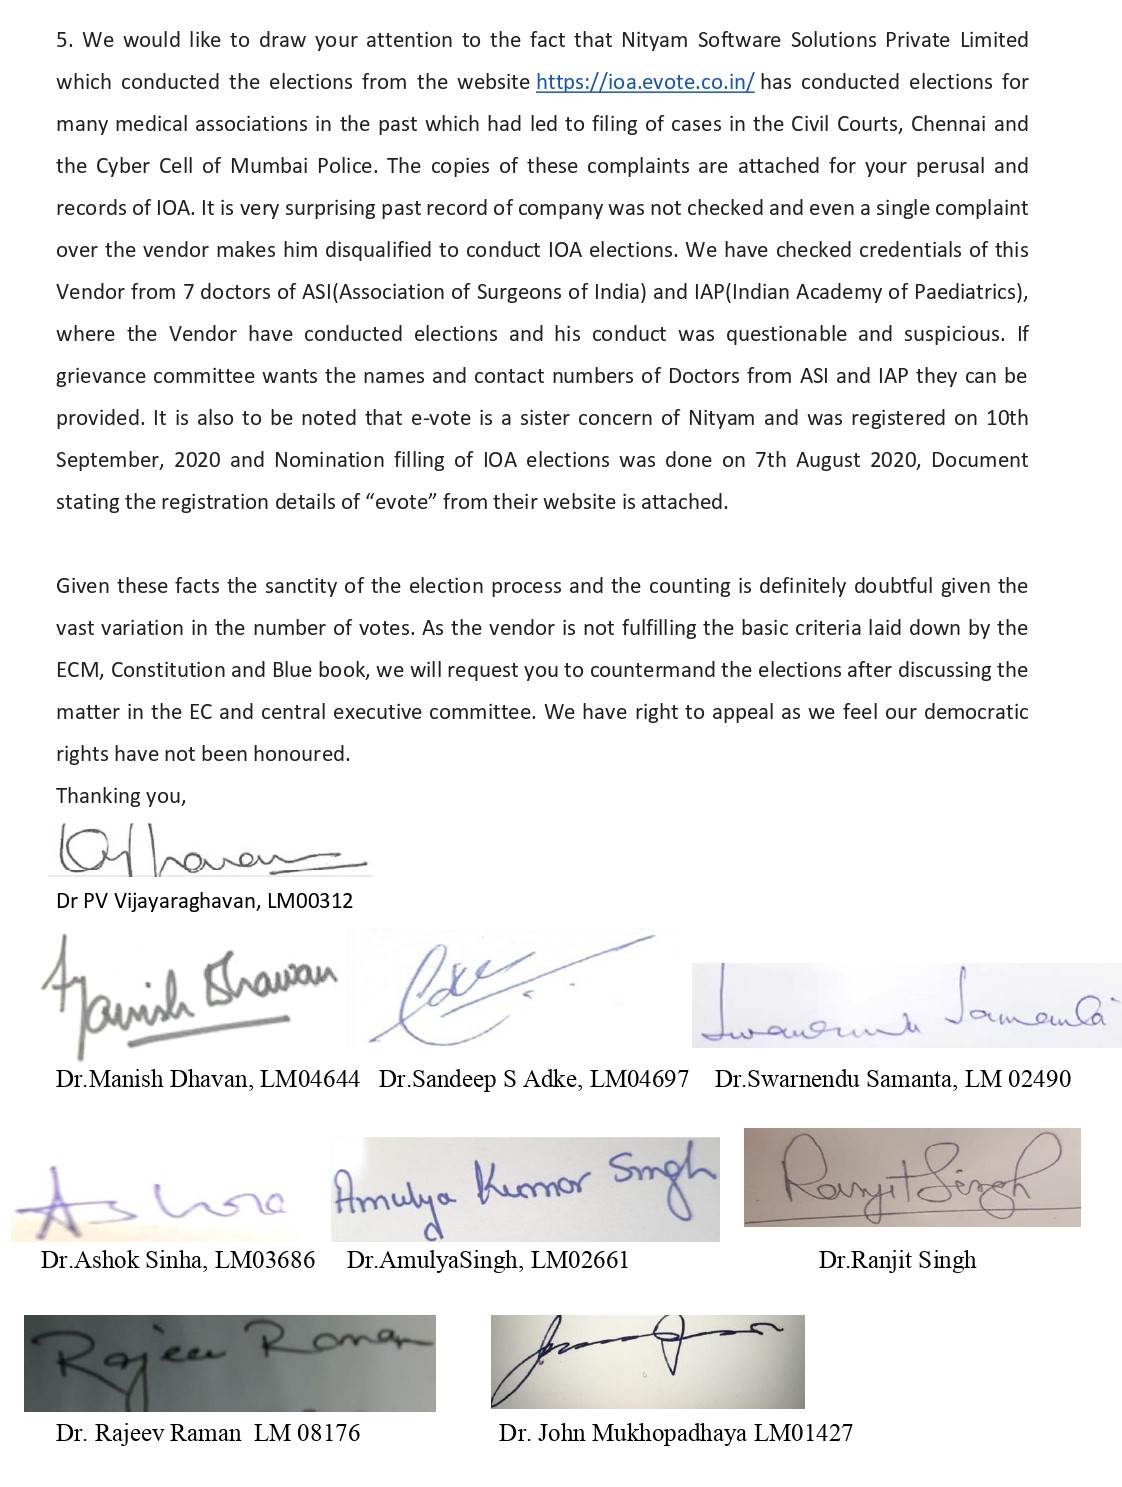 5. We would like to draw your attention to the fact that Nityam Software Solutions Private Limited
which conducted the elections from the website https://ioa.evote.co.in/ has conducted elections for
many medical associations in the past which had led to filing of cases in the Civil Courts, Chennai and
the Cyber Cell of Mumbai Police. The copies of these complaints are attached for your perusal and
records of IOA. It is very surprising past record of company was not checked and even a single complaint
over the vendor makes him disqualified to conduct IOA elections. We have checked credentials of this
Vendor from 7 doctors of ASI(Association of Surgeons of India) and IAP(Indian Academy of Paediatrics),
where the Vendor have conducted elections and his conduct was questionable and suspicious. If
grievance committee wants the names and contact numbers of Doctors from ASI and IAP they can be
provided. It is also to be noted that e-vote is a sister concern of Nityam and was registered on 10th
September, 2020 and Nomination filling of IOA elections was done on 7th August 2020, Document
stating the registration details of “evote” from their website is attached.
Given these facts the sanctity of the election process and the counting is definitely doubtful given the
vast variation in the number of votes. As the vendor is not fulfilling the basic criteria laid down by the
ECM, Constitution and Blue book, we will request you to countermand the elections after discussing the
matter in the EC and central executive committee. We have right to appeal as we feel our democratic
rights have not been honoured.
Thanking you,
Dr PV Vijayaraghavan, LM00312
Manish Dhawan
Swarnendu Samanta
Dr.Manish Dhavan, LM04644 Dr.Sandeep S Adke, LM04697 Dr.Swarnendu Samanta, LM 02490
Amulya Kumar Singh Ranjit Singh
Dr.Ashok Sinha, LM03686 Dr.AmulyaSingh, LM02661 Dr.Ranjit Singh
Rajeev Raman
Dr. Rajeev Raman LM 08176 Dr. John Mukhopadhaya LM01427